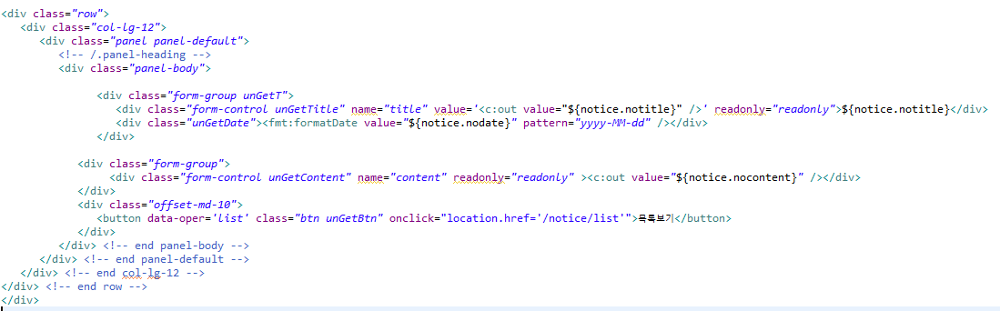 <div class="row">
<div class="col-lg-12">
<div class="panel panel-default">
<!-- /.panel-heading -->
<div class="panel-body">
<div class="form-group unGetT">
<div class="form-control unGetTitle" name="title" value='<c:out value="${notice.notitle}" />' readonly="readonly">${notice.notitle}</div>
<div class="unGetDate"><fmt:formatDate value="${notice.nodate}" pattern="yyyy-MM-dd" /></div>
</div>
<div class="form-group">
<div class="form-control unGetContent" name="content" readonly="readonly" ><c:out value="${notice.nocontent}" /></div>
</div>
<div class="offset-md-10">
<button data-oper='list' class="btn unGetBtn" onclick="location.href='/notice/list'">목록보기</button>
</div>
</div> <!-- end panel-body -->
</div> <!-- end panel-default -->
</div> <!-- end col-lg-12 -->
</div> <!-- end row -->
</div>